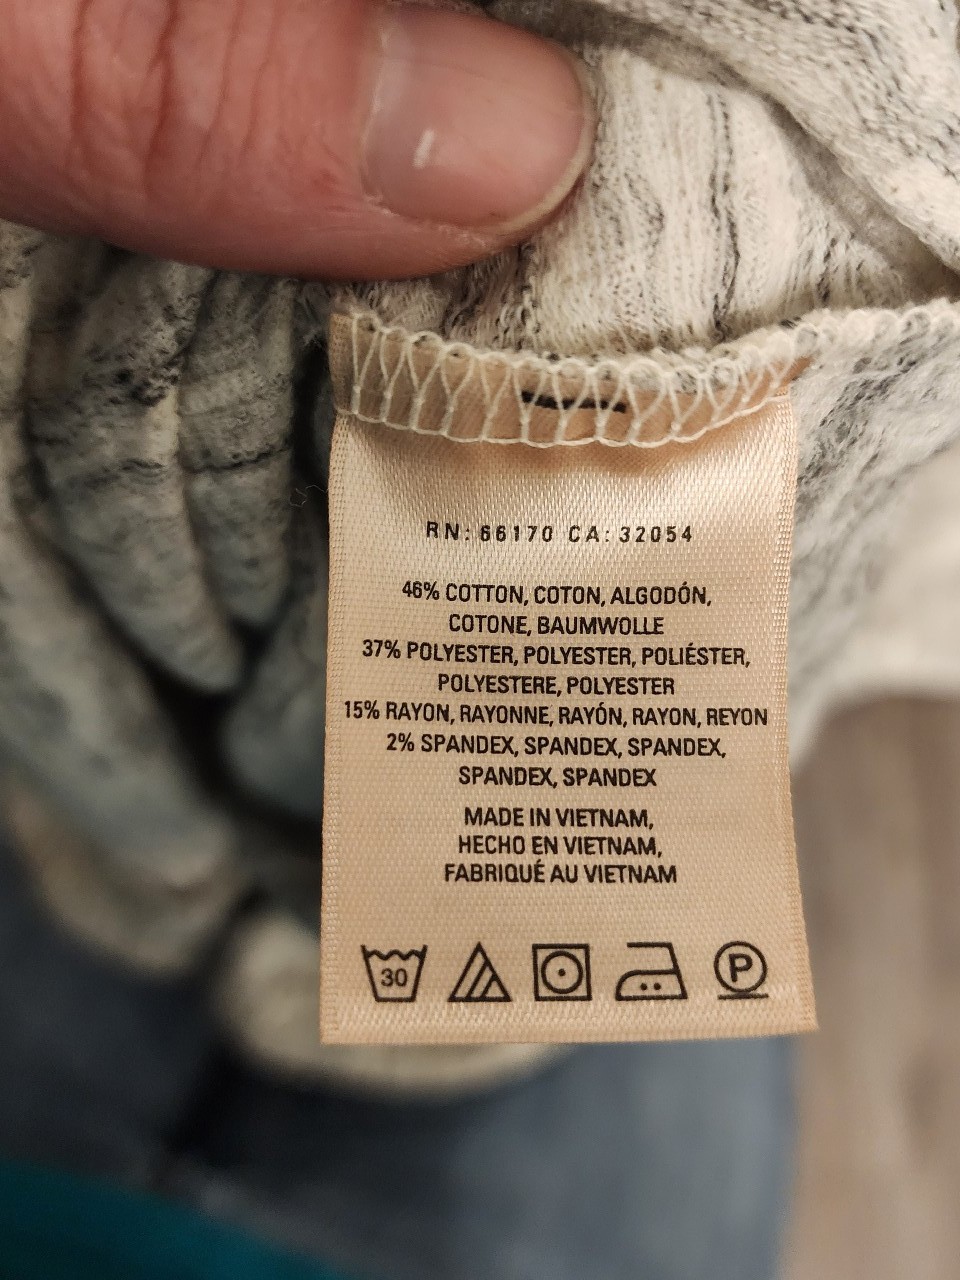 RN: 66170 CA: 32054
46% COTTON, COTON, ALGODÓN,
COTONE, BAUMWOLLE
37% POLYESTER, POLYESTER, POLIÉSTER,
POLYESTERE, POLYESTER
15% RAYON, RAYONNE, RAYÓN, RAYON, REYON
2% SPANDEX, SPANDEX, SPANDEX,
SPANDEX, SPANDEX
MADE IN VIETNAM,
HECHO EN VIETNAM,
FABRIQUÉ AU VIETNAM
30 P